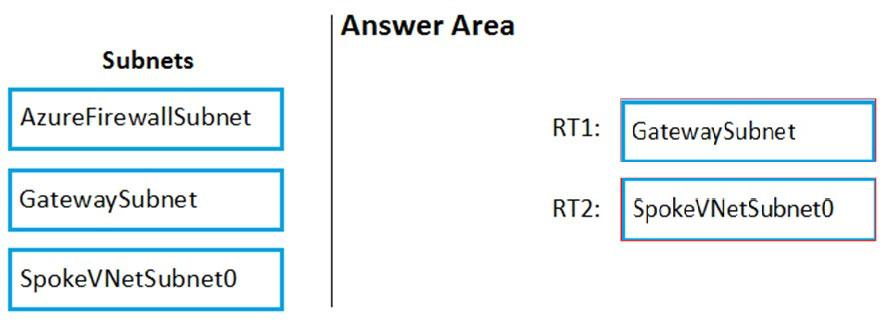 Answer Area
Subnets
AzureFirewallSubnet
GatewaySubnet
SpokeVNetSubnet0
RT1: GatewaySubnet
RT2: SpokeVNetSubnet0